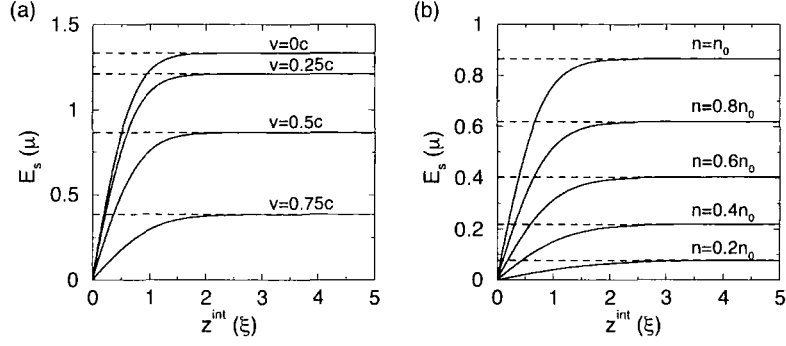 (a)
1.5
1
0.5
0
E_s (μ)
v=0c
v=0.25c
v=0.5c
v=0.75c
0 1 2 3 4 5
z^int (ξ)
(b)
1
0.8
0.6
0.4
0.2
0
E_s (μ)
n=n_0
n=0.8n_0
n=0.6n_0
n=0.4n_0
n=0.2n_0
0 1 2 3 4 5
z^int (ξ)